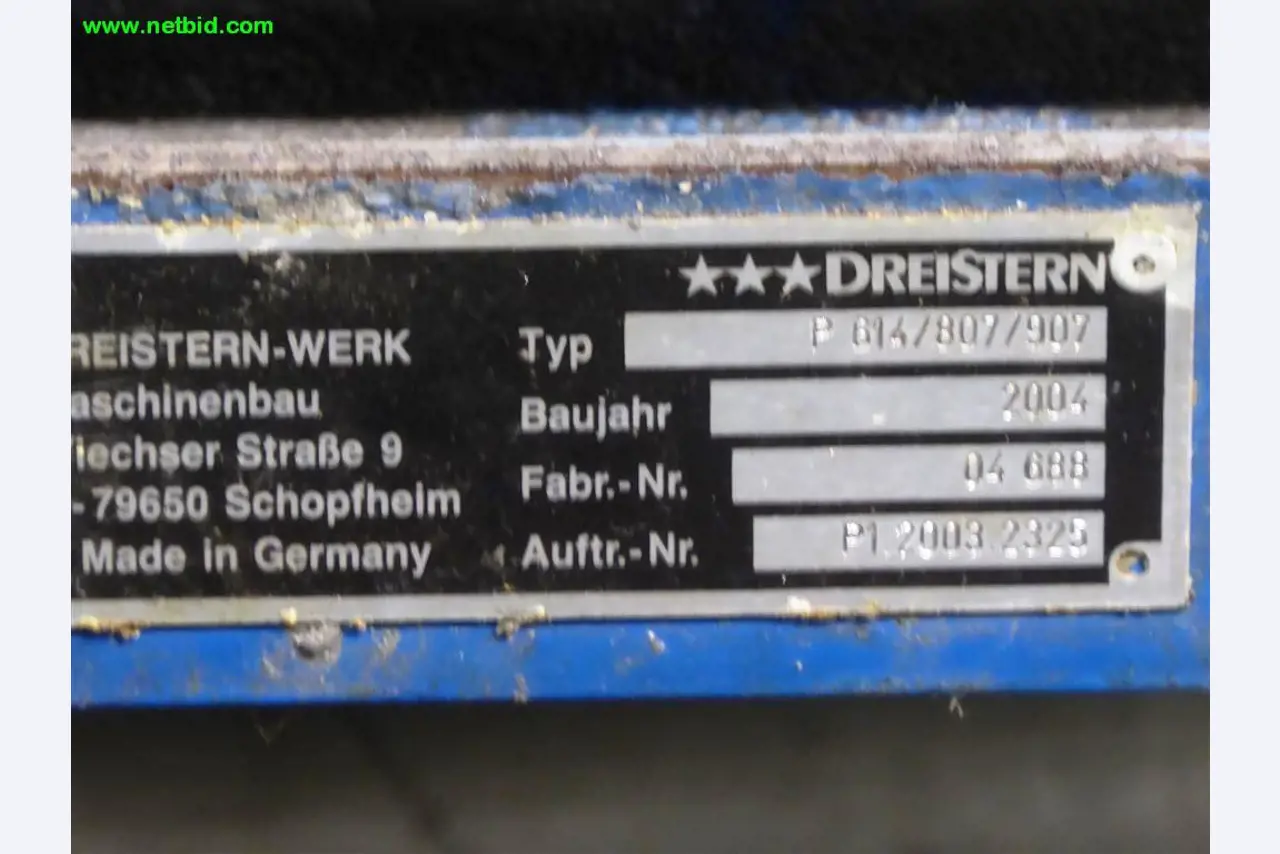 www.netbid.com
★★★DREISTERN
REISTERN-WERK
aschinenbau
iechser Straße 9
-79650 Schopfheim
Made in Germany
Typ P 614/807/907
Baujahr 2004
Fabr.-Nr. 04 688
Auftr.-Nr. P1.2003.2325